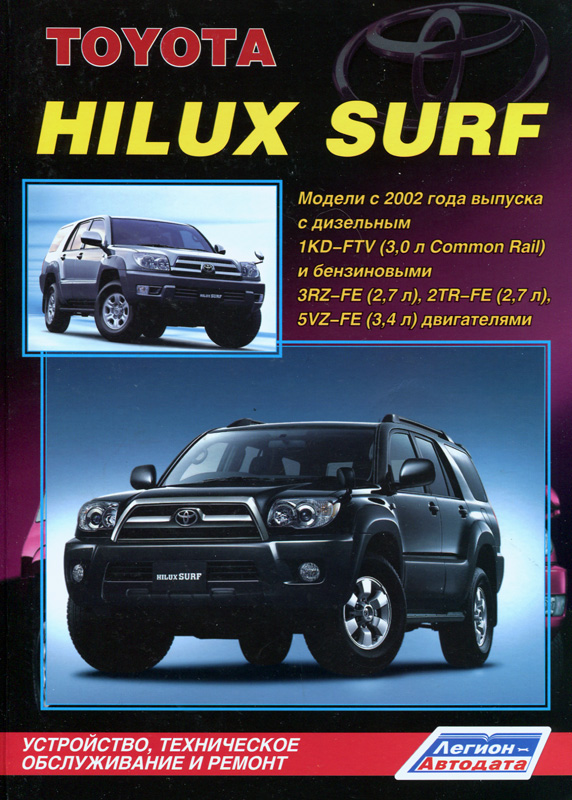 TOYOTA
HILUX SURF
Модели с 2002 года выпуска
с дизельным
1KD-FTV (3,0 л Common Rail)
и бензиновыми
3RZ-FE (2,7 л), 2TR-FE (2,7 л),
5VZ-FE (3,4 л) двигателями
HILUX SURF
HILUX SURF
УСТРОЙСТВО, ТЕХНИЧЕСКОЕ
ОБСЛУЖИВАНИЕ И РЕМОНТ
Легион-
Автодата